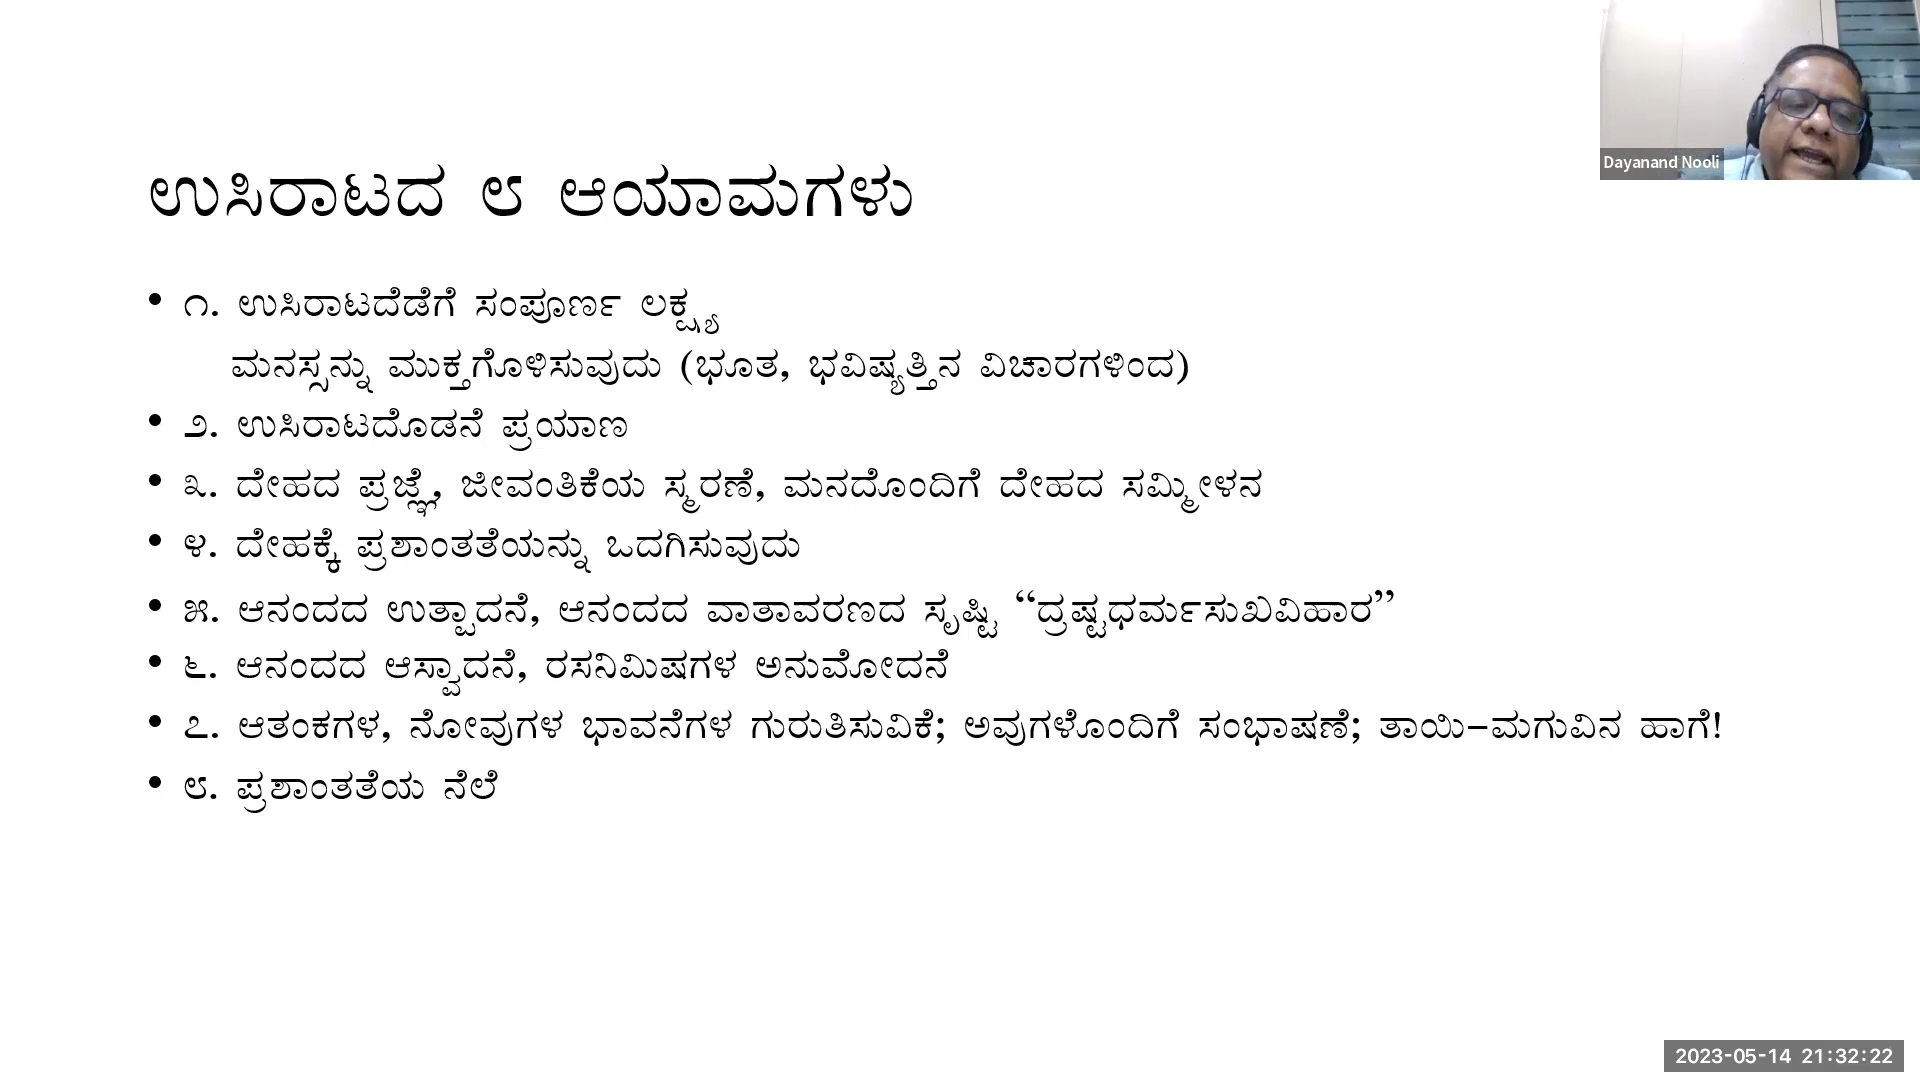 Dayanand Nooli
ಉಸಿರಾಟದ ೮ ಆಯಾಮಗಳು
• ೧. ಉಸಿರಾಟದೆಡೆಗೆ ಸಂಪೂರ್ಣ ಲಕ್ಷ್ಯ
ಮನಸ್ಸನ್ನು ಮುಕ್ತಗೊಳಿಸುವುದು (ಭೂತ, ಭವಿಷ್ಯತ್ತಿನ ವಿಚಾರಗಳಿಂದ)
• ೨. ಉಸಿರಾಟದೊಡನೆ ಪ್ರಯಾಣ
• ೩. ದೇಹದ ಪ್ರಜ್ಞೆ, ಜೀವಂತಿಕೆಯ ಸ್ಮರಣೆ, ಮನದೊಂದಿಗೆ ದೇಹದ ಸಮ್ಮಿಳನ
• ೪. ದೇಹಕ್ಕೆ ಪ್ರಶಾಂತತೆಯನ್ನು ಒದಗಿಸುವುದು
• ೫. ಆನಂದದ ಉತ್ಪಾದನೆ, ಆನಂದದ ವಾತಾವರಣದ ಸೃಷ್ಟಿ “ದ್ರಷ್ಟಧರ್ಮಸುಖವಿಹಾರ”
• ೬. ಆನಂದದ ಆಸ್ವಾದನೆ, ರಸನಿಮಿಷಗಳ ಅನುಮೋದನೆ
• ೭. ಆತಂಕಗಳ, ನೋವುಗಳ ಭಾವನೆಗಳ ಗುರುತಿಸುವಿಕೆ; ಅವುಗಳೊಂದಿಗೆ ಸಂಭಾಷಣೆ; ತಾಯಿ–ಮಗುವಿನ ಹಾಗೆ!
• ೮. ಪ್ರಶಾಂತತೆಯ ನೆಲೆ
2023-05-14 21:32:22